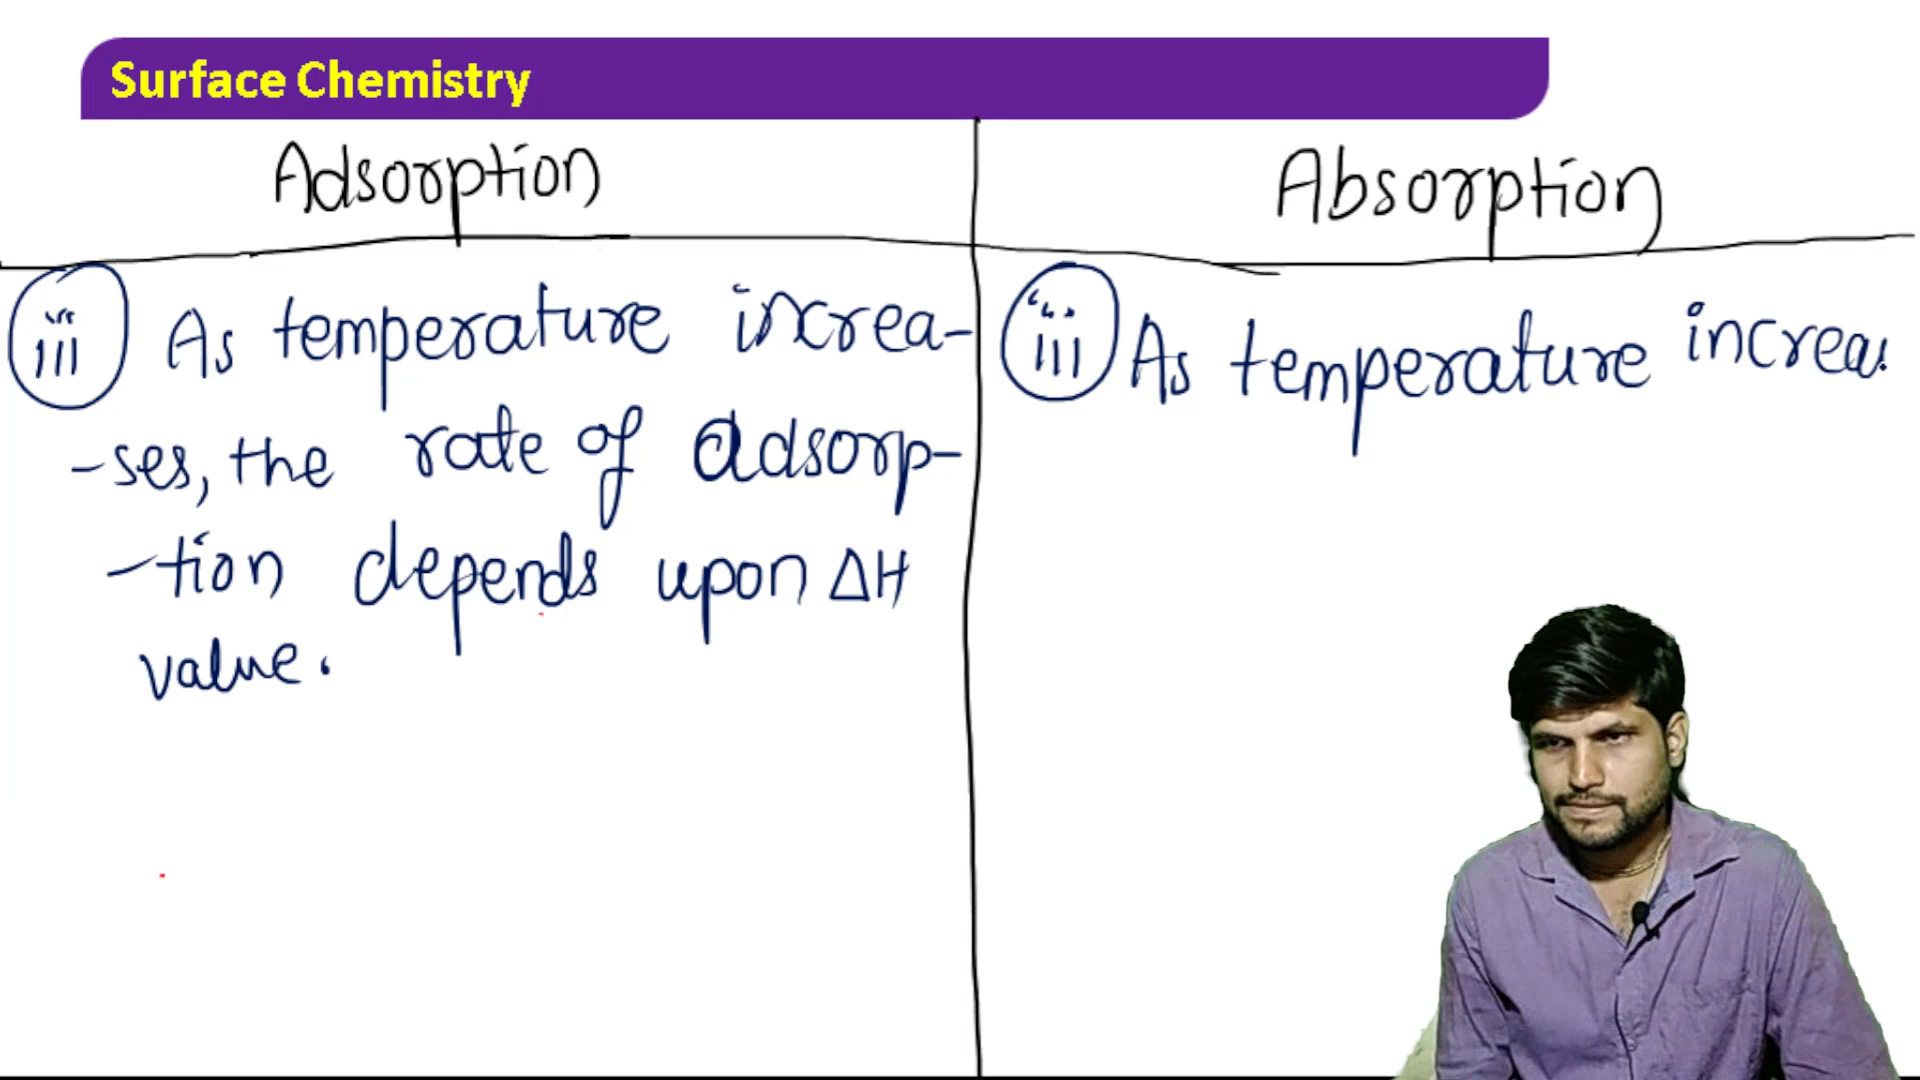 Surface Chemistry
Adsorption
Absorption
iii As temperature increa-
-ses, the rate of adsorp-
-tion depends upon ΔH
value.
iii As temperature increas